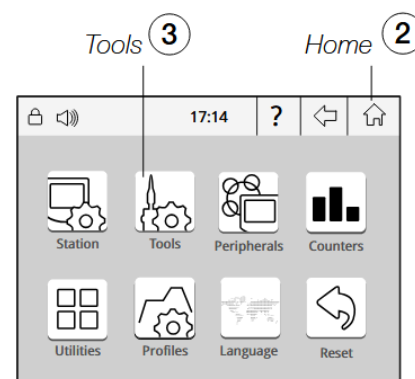 Tools 3
Home 2
17:14 ?
Station Tools Peripherals Counters
Utilities Profiles Language Reset